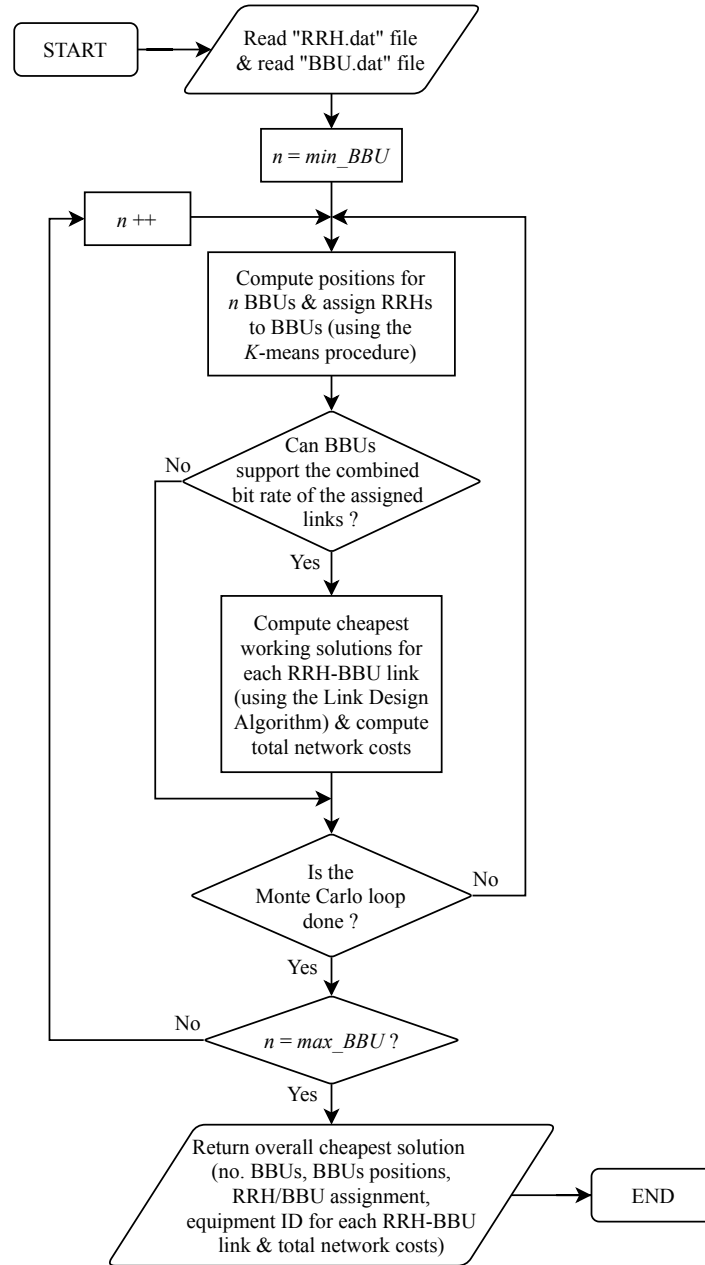 START
Read "RRH.dat" file
& read "BBU.dat" file
n = min_BBU
n ++
Compute positions for
n BBUs & assign RRHs
to BBUs (using the
K-means procedure)
Can BBUs
support the combined
bit rate of the assigned
links ?
No
Yes
Compute cheapest
working solutions for
each RRH-BBU link
(using the Link Design
Algorithm) & compute
total network costs
Is the
Monte Carlo loop
done ?
No
Yes
No
n = max_BBU ?
Yes
Return overall cheapest solution
(no. BBUs, BBUs positions,
RRH/BBU assignment,
equipment ID for each RRH-BBU
link & total network costs)
END